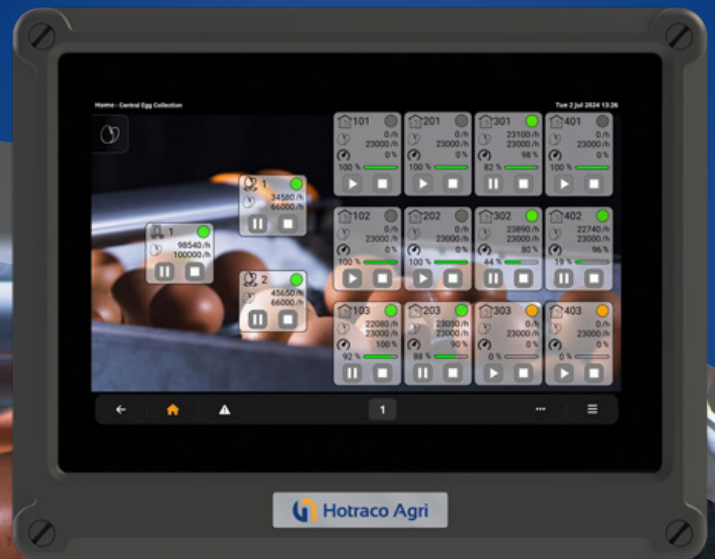 Home - Central Egg Collection
Tue 2 Jul 2024 13:26
101
0/h
23000/h
0%
100 %
201
0/h
23000/h
0%
100 %
301
23100/h
23000/h
98%
82 %
401
0/h
23000/h
0%
100 %
1
34580/h
66000/h
1
98540/h
100000/h
2
45650/h
66000/h
102
0/h
23000/h
0%
100 %
202
0/h
23000/h
0%
100 %
302
23890/h
23000/h
80%
44 %
402
22740/h
23000/h
96%
19 %
103
22080/h
23000/h
100%
92 %
203
23050/h
23000/h
90%
88 %
303
0/h
23000/h
0%
0 %
403
0/h
23000/h
0%
0 %
1
Hotraco Agri